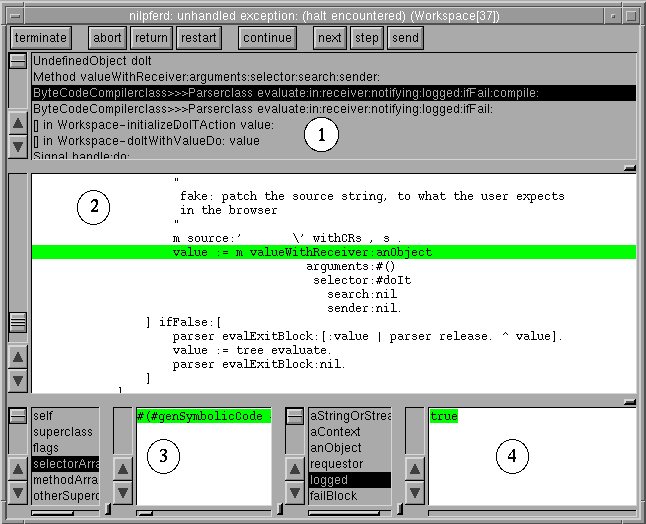 nilpferd: unhandled exception: (halt encountered) (Workspace[37])
terminate abort return restart continue next step send
UndefinedObject doIt
Method valueWithReceiver:arguments:selector:search:sender:
ByteCodeCompilerclass>>>Parserclass evaluate:in:receiver:notifying:logged:ifFail:compile:
ByteCodeCompilerclass>>>Parserclass evaluate:in:receiver:notifying:logged:ifFail:
[] in Workspace-initializeDoITAction value:
[] in Workspace-doItWithValueDo: value
Signal handle:do:
1
2
"
fake: patch the source string, to what the user expects
in the browser
"
m source:'       \' withCRs , s .
value := m valueWithReceiver:anObject
arguments:#()
selector:#doIt
search:nil
sender:nil.
] ifFalse:[
parser evalExitBlock:[:value | parser release. ^ value].
value := tree evaluate.
parser evalExitBlock:nil.
]
]
self
superclass
flags
selectorArra
methodArra
otherSuperc
#(#genSymbolicCode
3
aStringOrStrea
aContext
anObject
requestor
logged
failBlock
true
4